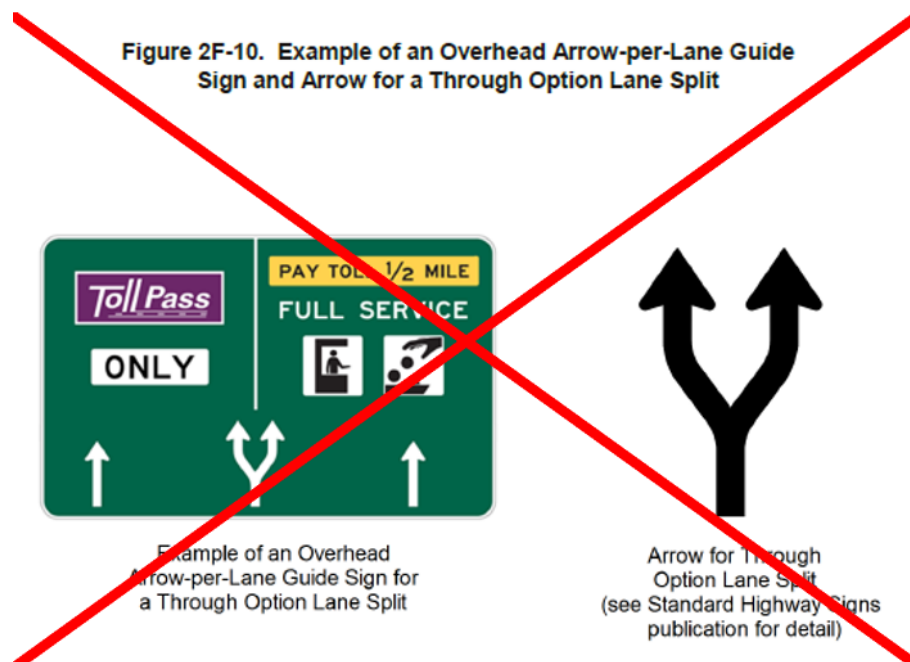 Figure 2F-10. Example of an Overhead Arrow-per-Lane Guide
Sign and Arrow for a Through Option Lane Split
Toll Pass
ONLY
PAY TOLL 1/2 MILE
FULL SERVICE
Example of an Overhead
Arrow-per-Lane Guide Sign for
a Through Option Lane Split
Arrow for Through
Option Lane Split
(see Standard Highway Signs
publication for detail)